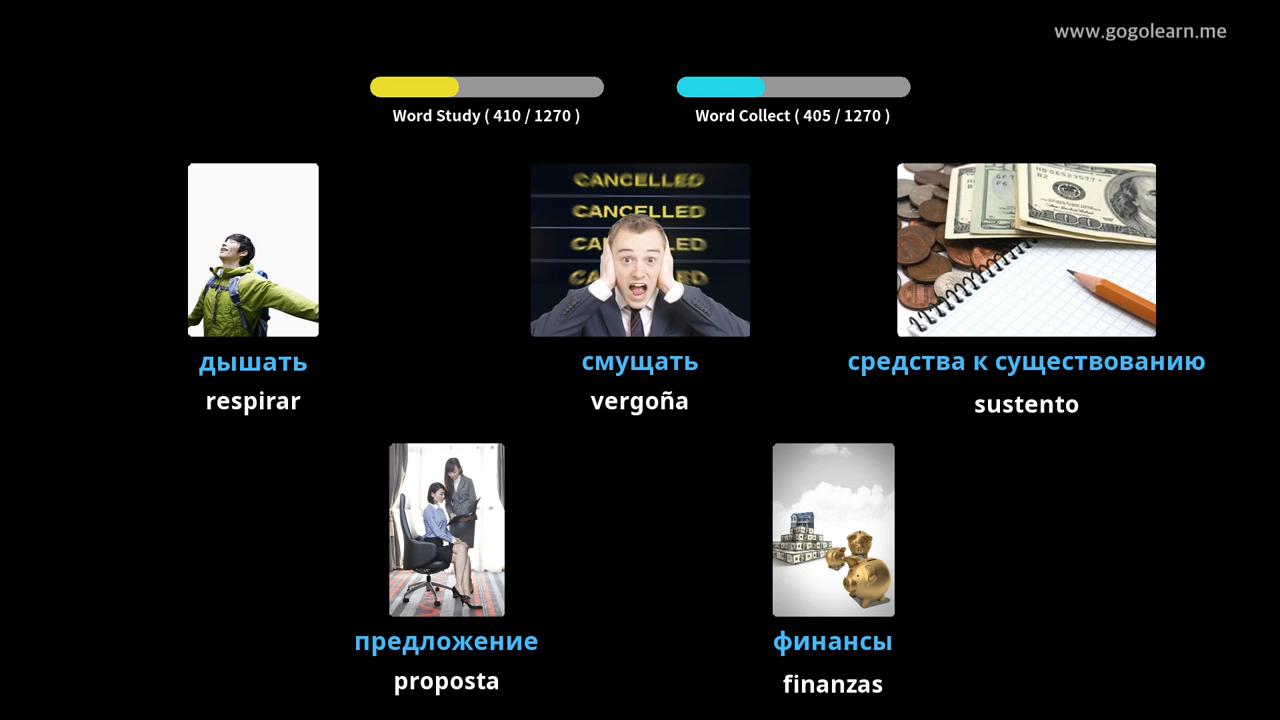 www.gogolearn.me
Word Study ( 410 / 1270 )
Word Collect ( 405 / 1270 )
CANCELLED
CANCELLED
дышать
смущать
средства к существованию
respirar
vergoña
sustento
предложение
финансы
proposta
finanzas